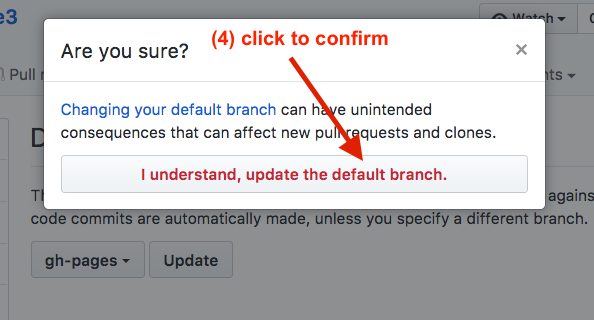 e3
Watch
(4) click to confirm
Are you sure?
×
Pull
nts
Changing your default branch can have unintended
consequences that can affect new pull requests and clones.
D
I understand, update the default branch.
Th
agains
code commits are automatically made, unless you specify a different branch.
gh-pages
Update